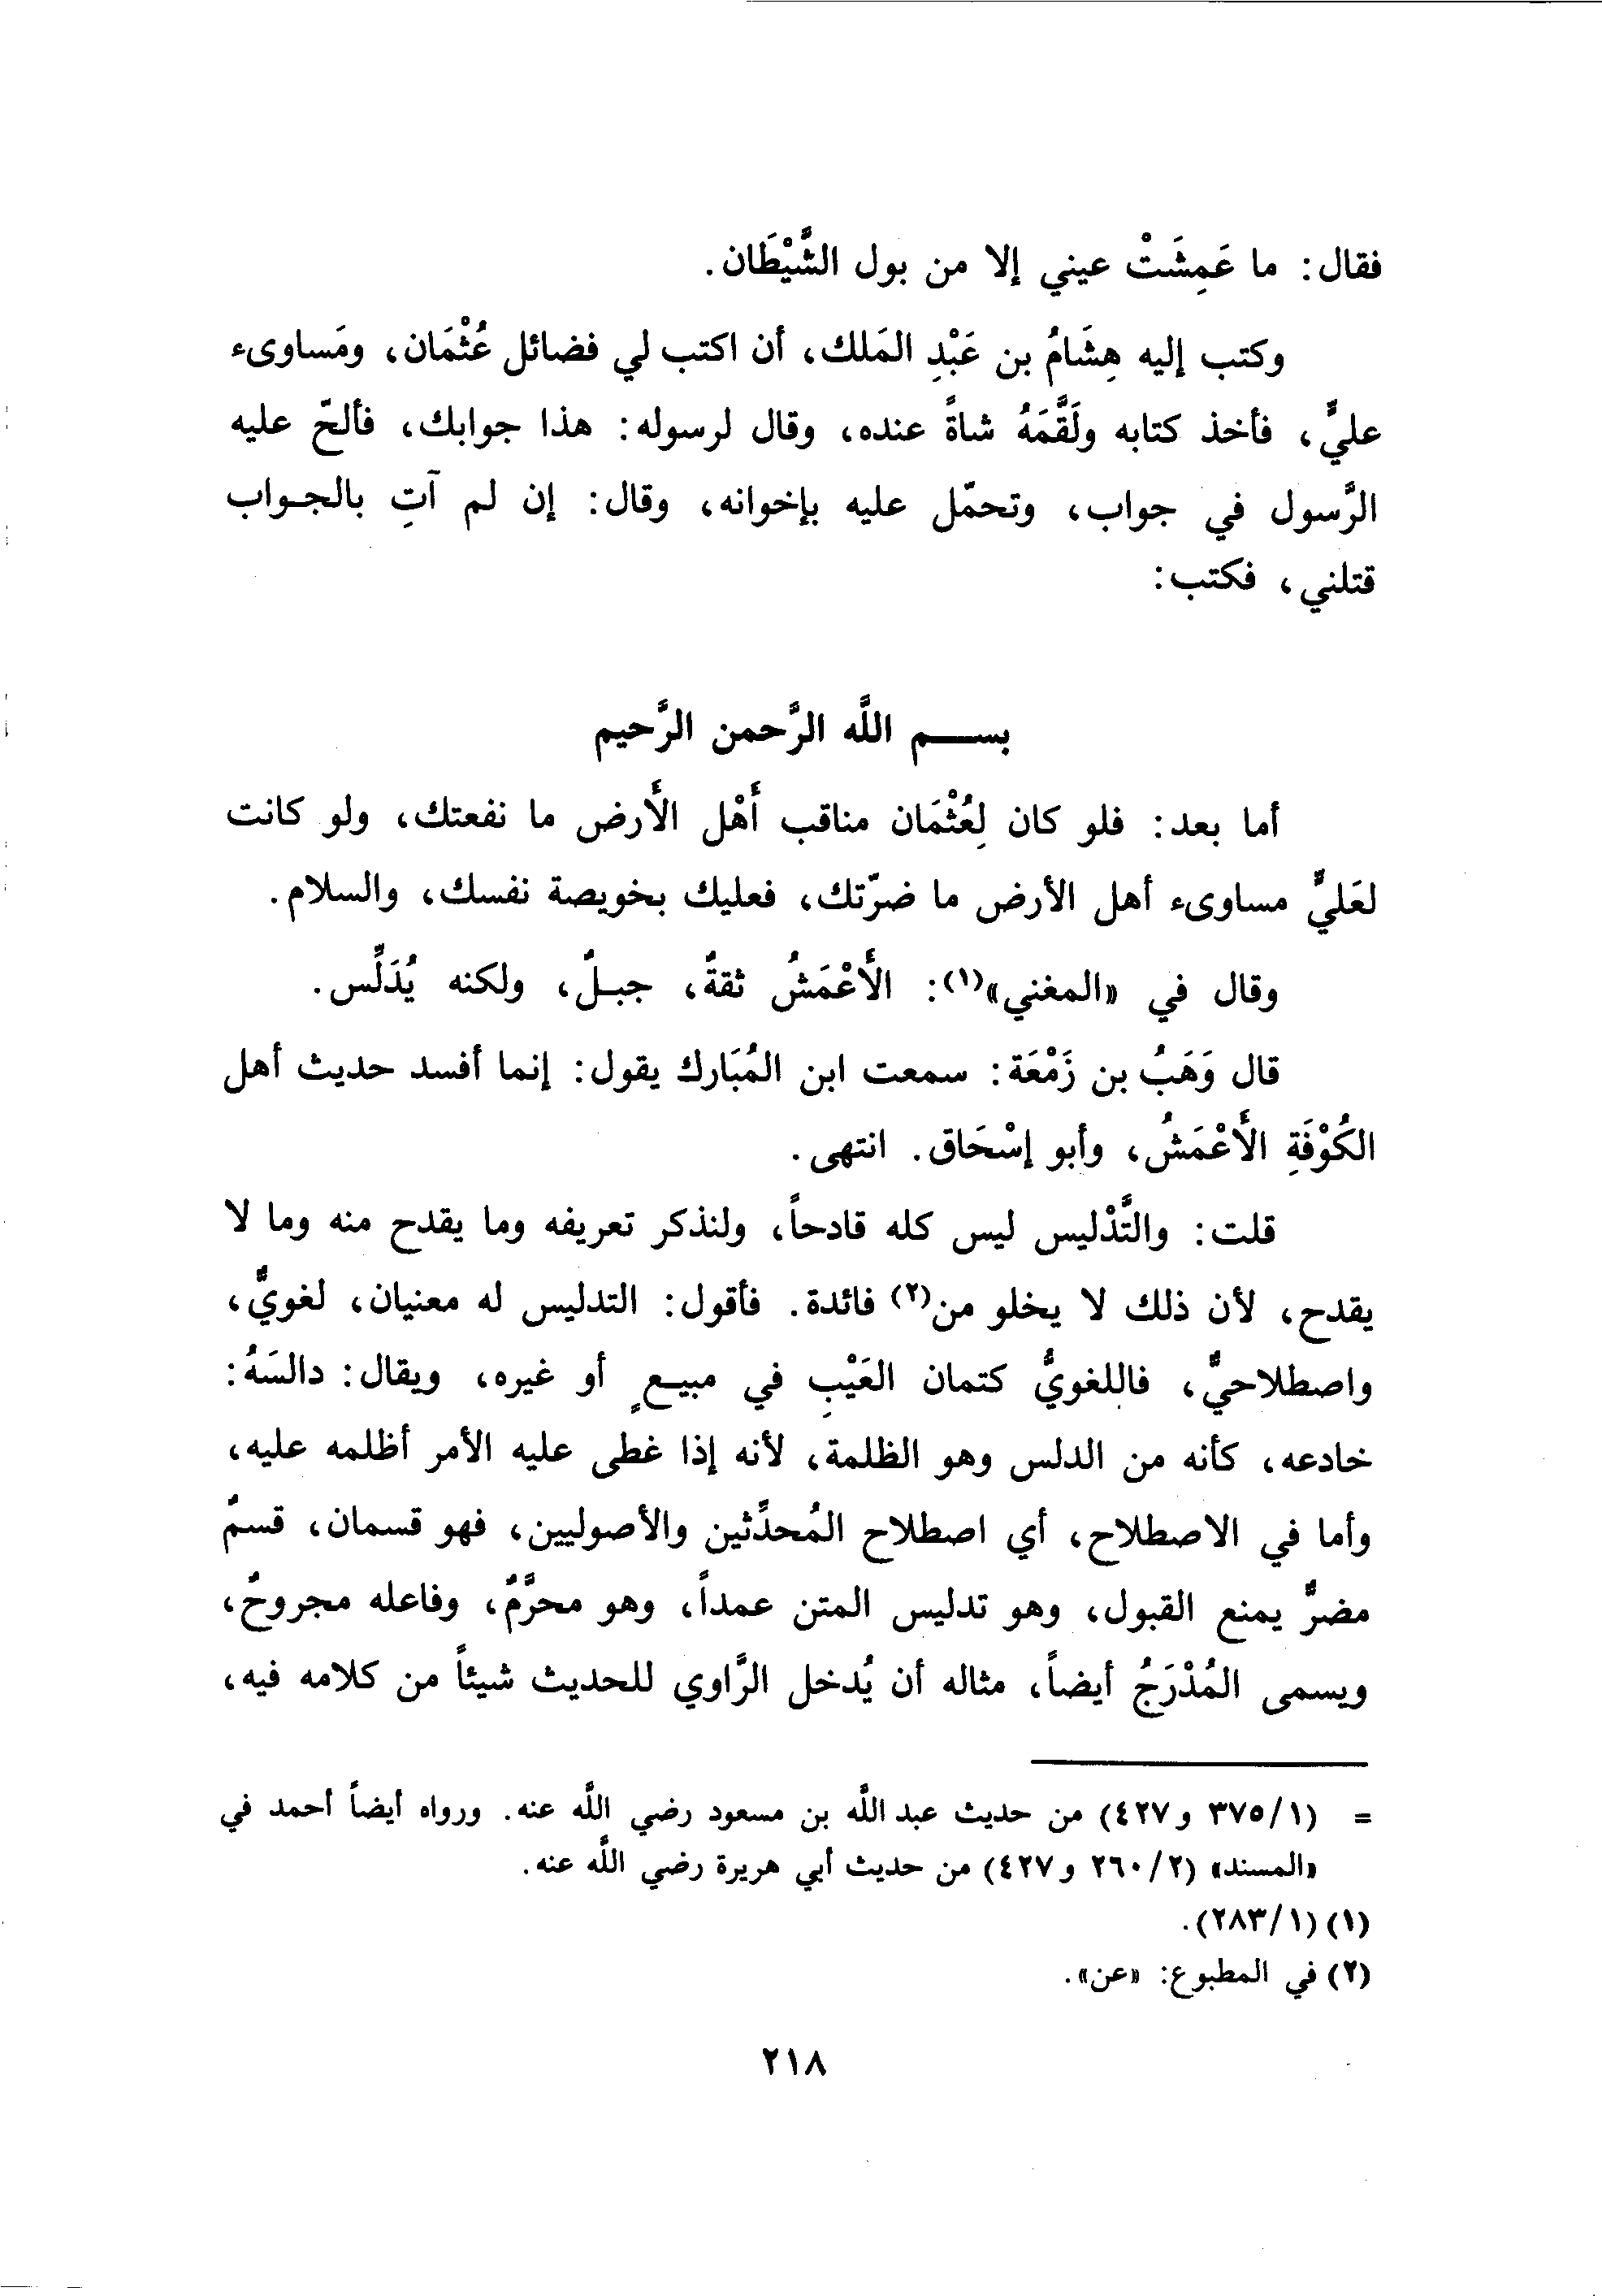 فقال: ما عَمِشَتْ عيني إلا من بول الشَّيْطَان.
وكتب إليه هِشَامُ بن عَبْدِ المَلك، أن اكتب لي فضائل عُثْمَان، ومَساوىء
عليٍّ، فأخذ كتابه ولَقَّمَهُ شاةً عنده، وقال لرسوله: هذا جوابك، فألحّ عليه
الرَّسول في جواب، وتحمّل عليه بإخوانه، وقال: إن لم آتِ بالجواب
قتلني، فكتب:
بسم اللَّه الرَّحمن الرَّحيم
أما بعد: فلو كان لِعُثْمَان مناقب أَهْل الأَرض ما نفعتك، ولو كانت
لعَليٍّ مساوىء أهل الأرض ما ضرّتك، فعليك بخويصة نفسك، والسلام.
وقال في «المغني»(١): الأَعْمَشُ ثقةٌ، جبلٌ، ولكنه يُدَلِّس.
قال وَهَبُ بن زَمْعَة: سمعت ابن المُبَارك يقول: إنما أفسد حديث أهل
الكُوْفَةِ الأَعْمَشُ، وأبو إسْحَاق. انتهى.
قلت: والتَّدْليس ليس كله قادحاً، ولنذكر تعريفه وما يقدح منه وما لا
يقدح، لأن ذلك لا يخلو من(٢) فائدة. فأقول: التدليس له معنيان، لغويٌّ،
واصطلاحيٌّ، فاللغويُّ كتمان العَيْبِ في مبيعٍ أو غيره، ويقال: دالسَهُ:
خادعه، كأنه من الدلس وهو الظلمة، لأنه إذا غطى عليه الأمر أظلمه عليه،
وأما في الاصطلاح، أي اصطلاح المُحدِّثين والأصوليين، فهو قسمان، قسمٌ
مضرٌّ يمنع القبول، وهو تدليس المتن عمداً، وهو محرَّمٌ، وفاعله مجروحٌ،
ويسمى المُدْرَجُ أيضاً، مثاله أن يُدخل الرَّاوي للحديث شيئاً من كلامه فيه،
= (٣٧٥/١ و ٤٢٧) من حديث عبد اللَّه بن مسعود رضي اللَّه عنه. ورواه أيضاً أحمد في
«المسند» (٢٦٠/٢ و ٤٢٧) من حديث أبي هريرة رضي اللَّه عنه.
(١) (٢٨٣/١).
(٢) في المطبوع: «عن».
٢١٨